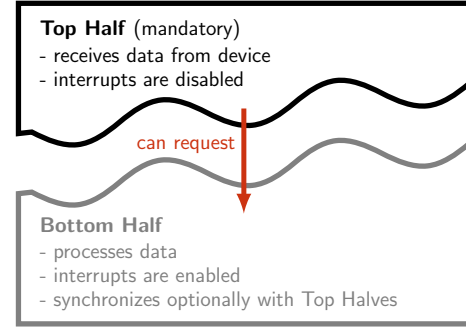 Top Half (mandatory)
- receives data from device
- interrupts are disabled
can request
Bottom Half
- processes data
- interrupts are enabled
- synchronizes optionally with Top Halves